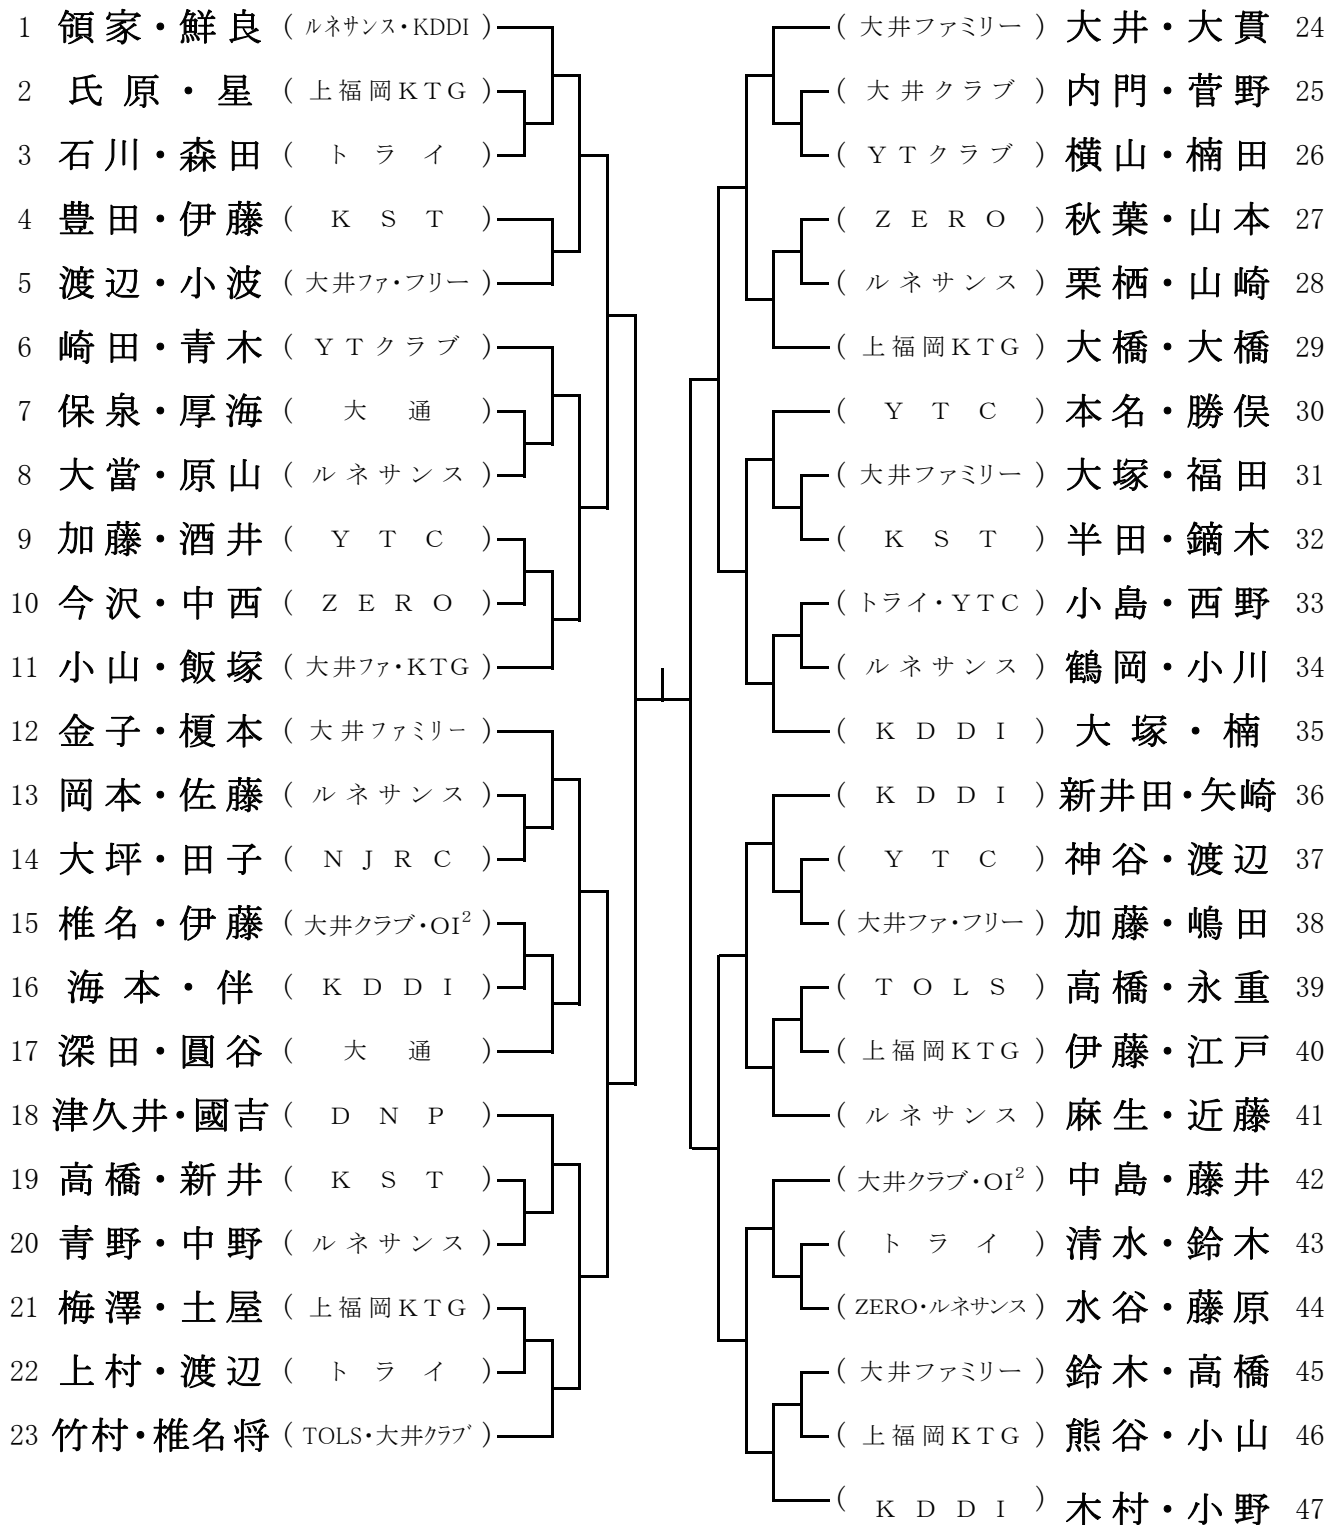 1 領家・鮮良 (ルネサンス・KDDI)
2 氏原・星 (上福岡KTG)
3 石川・森田 (トライ)
4 豊田・伊藤 (KST)
5 渡辺・小波 (大井ファ・フリー)
6 崎田・青木 (YTクラブ)
7 保泉・厚海 (大通)
8 大當・原山 (ルネサンス)
9 加藤・酒井 (YTC)
10 今沢・中西 (ZERO)
11 小山・飯塚 (大井ファ・KTG)
12 金子・榎本 (大井ファミリー)
13 岡本・佐藤 (ルネサンス)
14 大坪・田子 (NJRC)
15 椎名・伊藤 (大井クラブ・OI²)
16 海本・伴 (KDDI)
17 深田・圓谷 (大通)
18 津久井・國吉 (DNP)
19 高橋・新井 (KST)
20 青野・中野 (ルネサンス)
21 梅澤・土屋 (上福岡KTG)
22 上村・渡辺 (トライ)
23 竹村・椎名将 (TOLS・大井クラブ)
(大井ファミリー) 大井・大貫 24
(大井クラブ) 内門・菅野 25
(YTクラブ) 横山・楠田 26
(ZERO) 秋葉・山本 27
(ルネサンス) 栗栖・山崎 28
(上福岡KTG) 大橋・大橋 29
(YTC) 本名・勝俣 30
(大井ファミリー) 大塚・福田 31
(KST) 半田・鏑木 32
(トライ・YTC) 小島・西野 33
(ルネサンス) 鶴岡・小川 34
(KDDI) 大塚・楠 35
(KDDI) 新井田・矢崎 36
(YTC) 神谷・渡辺 37
(大井ファ・フリー) 加藤・嶋田 38
(TOLS) 高橋・永重 39
(上福岡KTG) 伊藤・江戸 40
(ルネサンス) 麻生・近藤 41
(大井クラブ・OI²) 中島・藤井 42
(トライ) 清水・鈴木 43
(ZERO・ルネサンス) 水谷・藤原 44
(大井ファミリー) 鈴木・高橋 45
(上福岡KTG) 熊谷・小山 46
(KDDI) 木村・小野 47